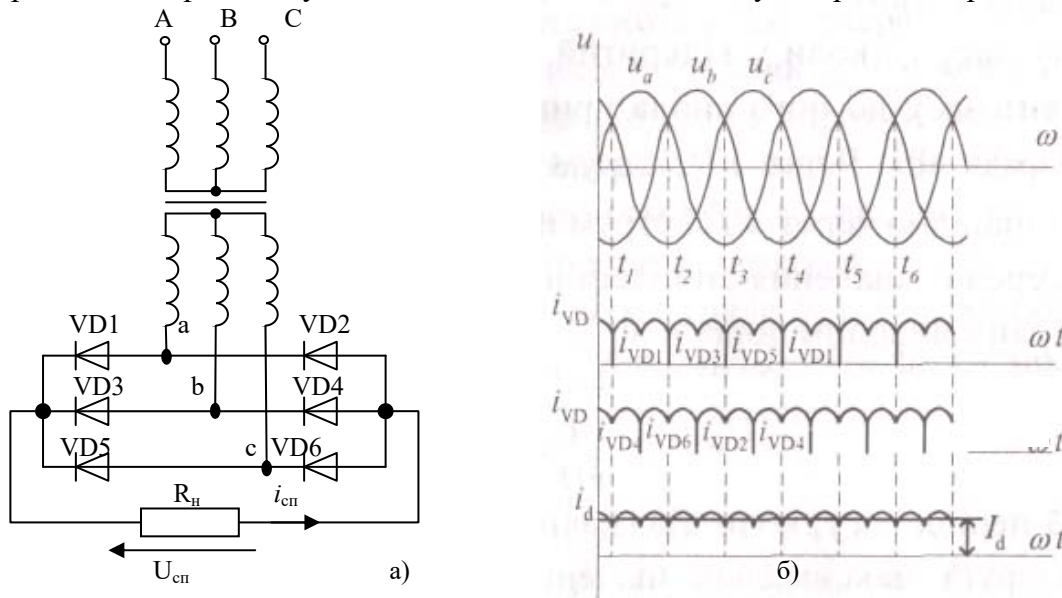 A B C
a
VD1 VD2
b
VD3 VD4
c
VD5 VD6
Rн iсп
Uсп
а)
u
ua ub uc
ω
t1 t2 t3 t4 t5 t6
iVD
ωt
iVD1 iVD3 iVD5 iVD1
iVD
iVD4 iVD6 iVD2 iVD4
ωt
id
Id
ωt
б)